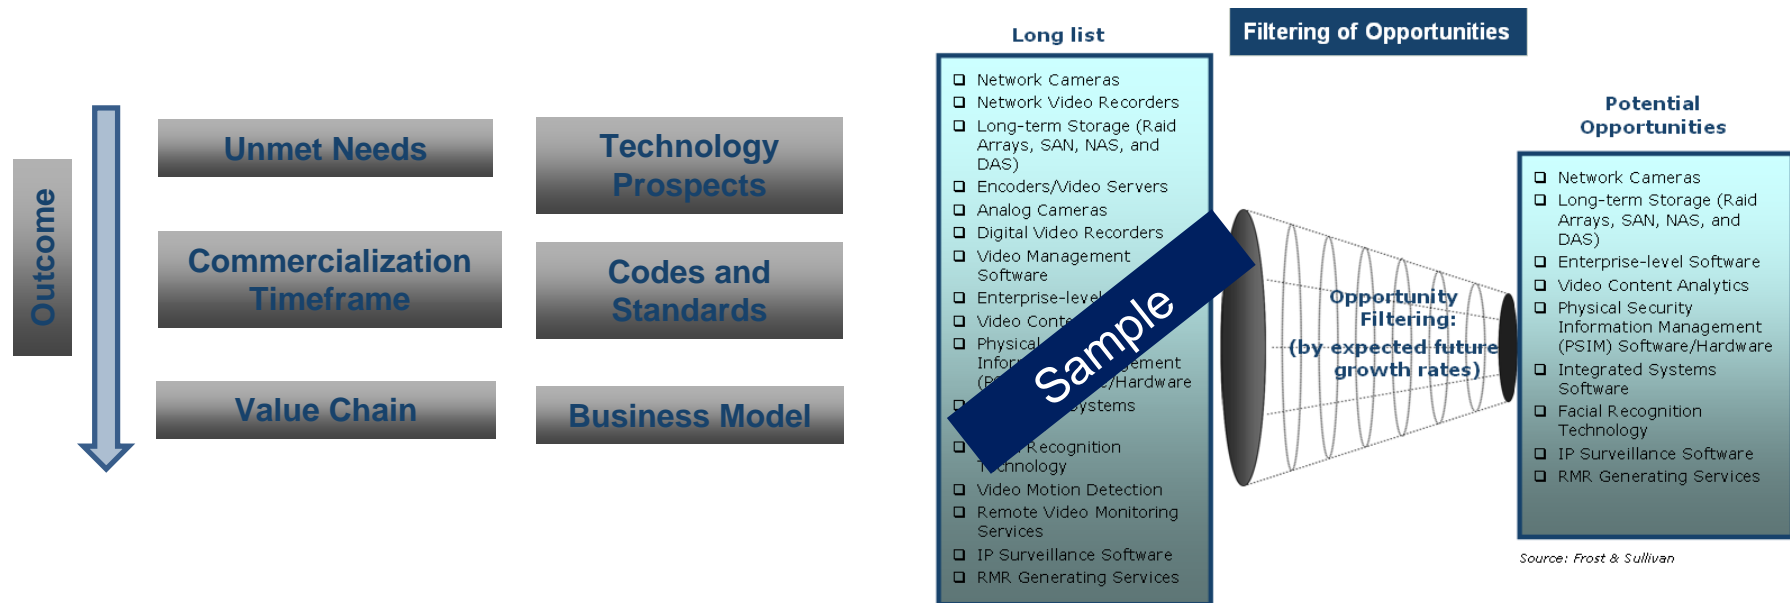 Outcome
Unmet Needs
Technology
Prospects
Commercialization
Timeframe
Codes and
Standards
Value Chain
Business Model
Filtering of Opportunities
Long list
Network Cameras
Network Video Recorders
Long-term Storage (Raid
Arrays, SAN, NAS, and
DAS)
Encoders/Video Servers
Analog Cameras
Digital Video Recorders
Video Management
Software
Enterprise-level
Video
Physical
/Hardware
Recognition
Technology
Video Motion Detection
Remote Video Monitoring
Services
IP Surveillance Software
RMR Generating Services
Sample
Opportunity
Filtering:
(by expected future
growth rates)
Potential
Opportunities
Network Cameras
Long-term Storage (Raid
Arrays, SAN, NAS, and
DAS)
Enterprise-level Software
Video Content Analytics
Physical Security
Information Management
(PSIM) Software/Hardware
Integrated Systems
Software
Facial Recognition
Technology
IP Surveillance Software
RMR Generating Services
Source: Frost & Sullivan